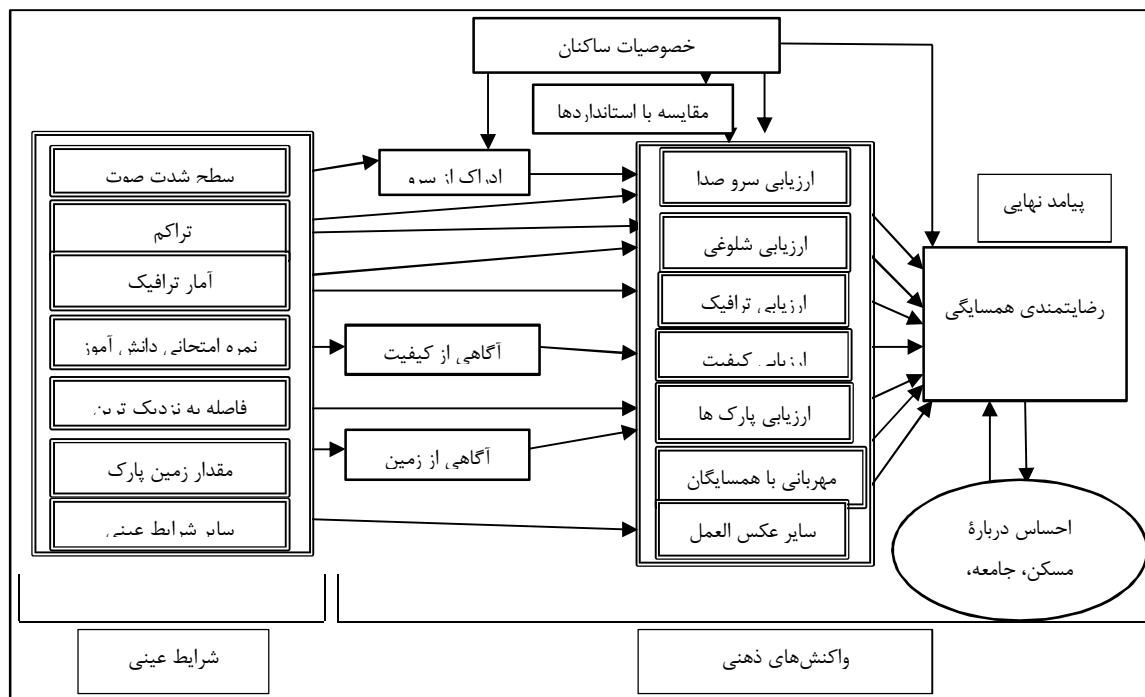 خصوصیات ساکنان
مقایسه با استانداردها
سطح شدت صوت
ادراک از سرو
ارزیابی سرو صدا
پیامد نهایی
تراکم
ارزیابی شلوغی
آمار ترافیک
ارزیابی ترافیک
رضایتمندی همسایگی
نمره امتحانی دانش آموز
آگاهی از کیفیت
ارزیابی کیفیت
فاصله به نزدیک ترین
ارزیابی پارک ها
مقدار زمین پارک
آگاهی از زمین
مهربانی با همسایگان
سایر شرایط عینی
سایر عکس العمل
احساس دربارۀ
مسکن، جامعه،
شرایط عینی
واکنش‌های ذهنی